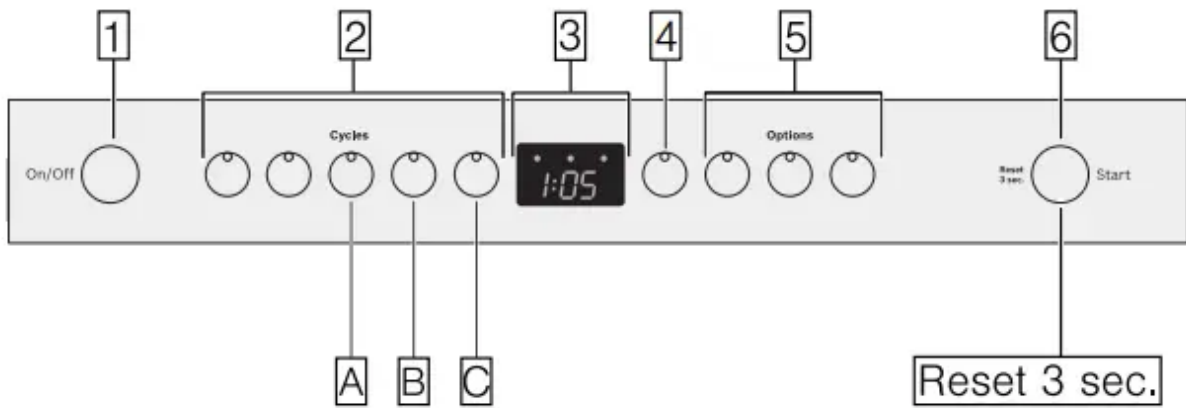 1 2 3 4 5 6
Cycles Options
On/Off 1:05 Reset Start
3 sec.
A B C Reset 3 sec.